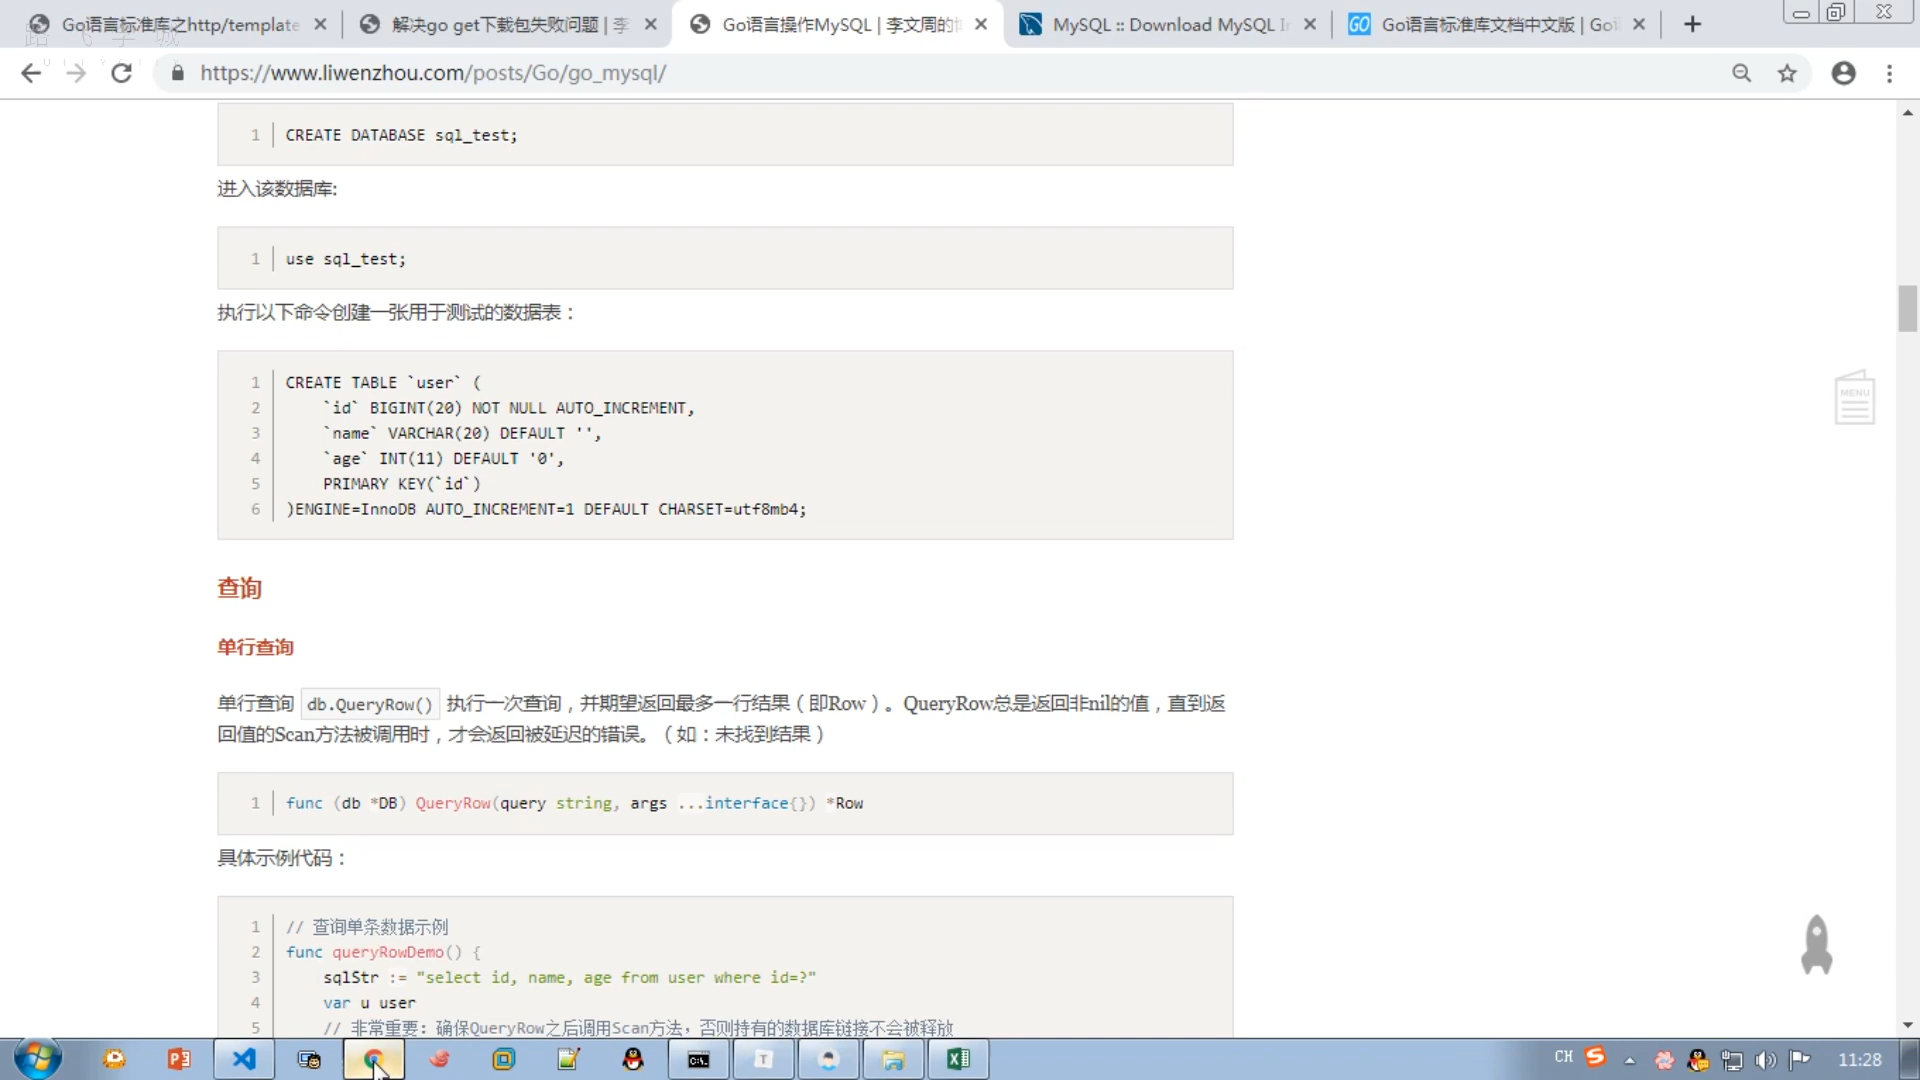 Go语言标准库之http/template
解决go get下载包失败问题 | 李
Go语言操作MySQL | 李文周的
MySQL :: Download MySQL In
Go语言标准库文档中文版 | Go
https://www.liwenzhou.com/posts/Go/go_mysql/
1 CREATE DATABASE sql_test;
进入该数据库:
1 use sql_test;
执行以下命令创建一张用于测试的数据表：
1 CREATE TABLE `user` (
2 `id` BIGINT(20) NOT NULL AUTO_INCREMENT,
3 `name` VARCHAR(20) DEFAULT '',
4 `age` INT(11) DEFAULT '0',
5 PRIMARY KEY(`id`)
6 )ENGINE=InnoDB AUTO_INCREMENT=1 DEFAULT CHARSET=utf8mb4;
MENU
查询
单行查询
单行查询 db.QueryRow() 执行一次查询，并期望返回最多一行结果（即Row）。QueryRow总是返回非nil的值，直到返
回值的Scan方法被调用时，才会返回被延迟的错误。（如：未找到结果）
1 func (db *DB) QueryRow(query string, args ...interface{}) *Row
具体示例代码：
1 // 查询单条数据示例
2 func queryRowDemo() {
3 sqlStr := "select id, name, age from user where id=?"
4 var u user
5 // 非常重要：确保QueryRow之后调用Scan方法，否则持有的数据库链接不会被释放
CH
11:28